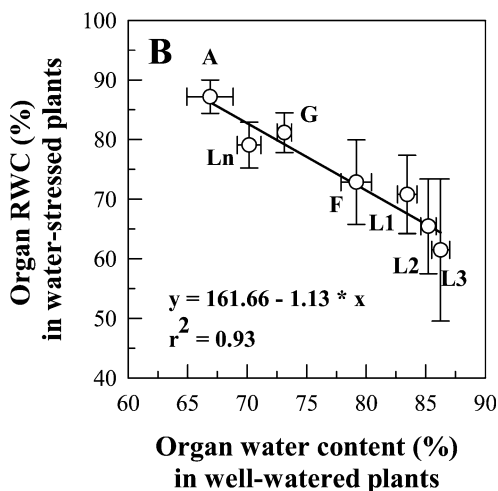 100
B
A
90
G
80
Ln
70
F
L1
L2
L3
60
y = 161.66 - 1.13 * x
r2 = 0.93
50
40
60 65 70 75 80 85 90
Organ RWC (%)
in water-stressed plants
Organ water content (%)
in well-watered plants